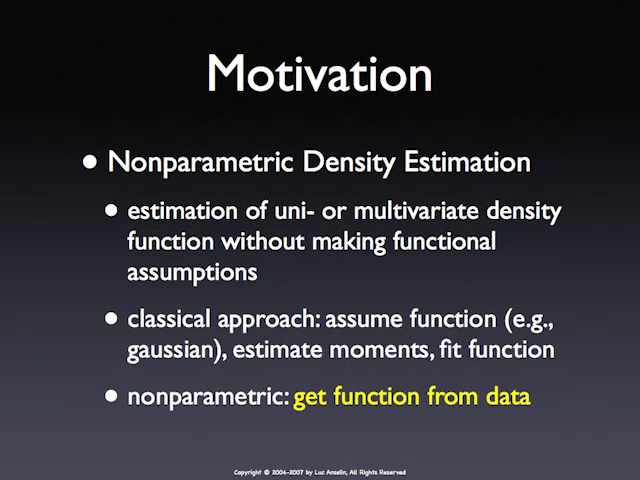 Motivation
• Nonparametric Density Estimation
• estimation of uni- or multivariate density
function without making functional
assumptions
• classical approach: assume function (e.g.,
gaussian), estimate moments, fit function
• nonparametric: get function from data
Copyright © 2004-2007 by Luc Anselin, All Rights Reserved